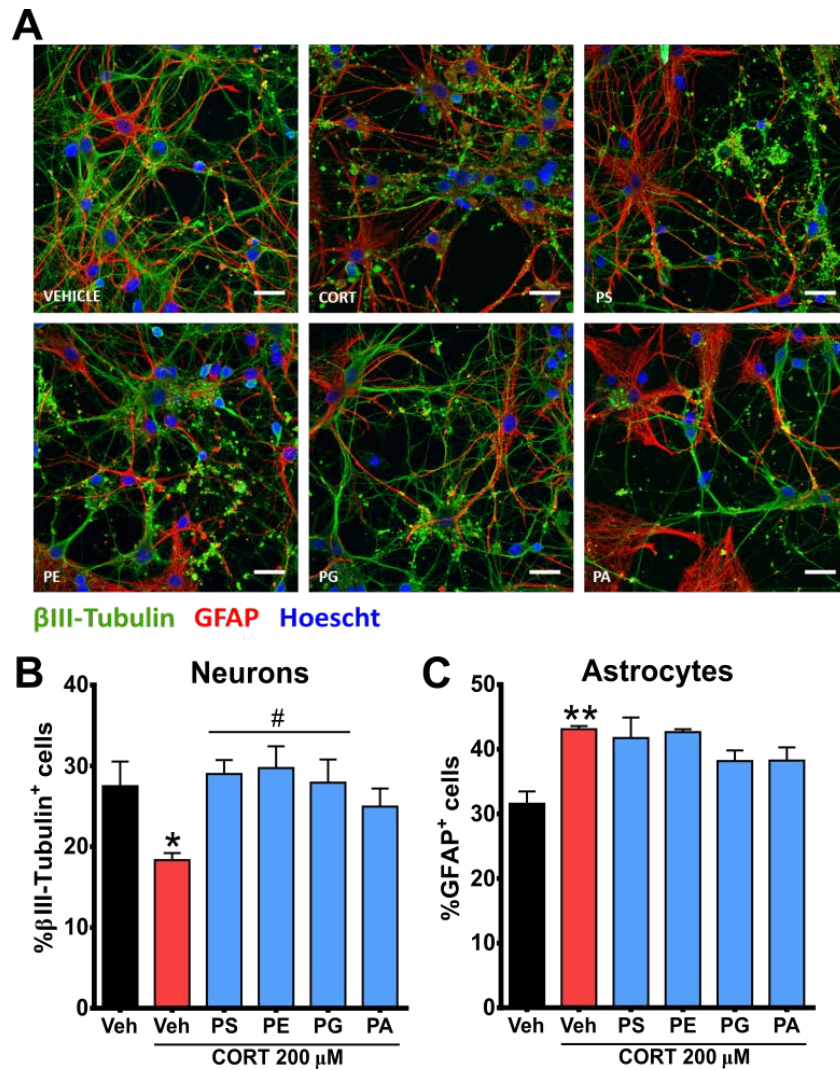 A
VEHICLE CORT PS
PE PG PA
βIII-Tubulin GFAP Hoescht
B Neurons
%βIII-Tubulin+ cells
40
30
20
10
0
#
*
Veh Veh PS PE PG PA
CORT 200 μM
C Astrocytes
%GFAP+ cells
50
40
30
20
10
0
**
Veh Veh PS PE PG PA
CORT 200 μM